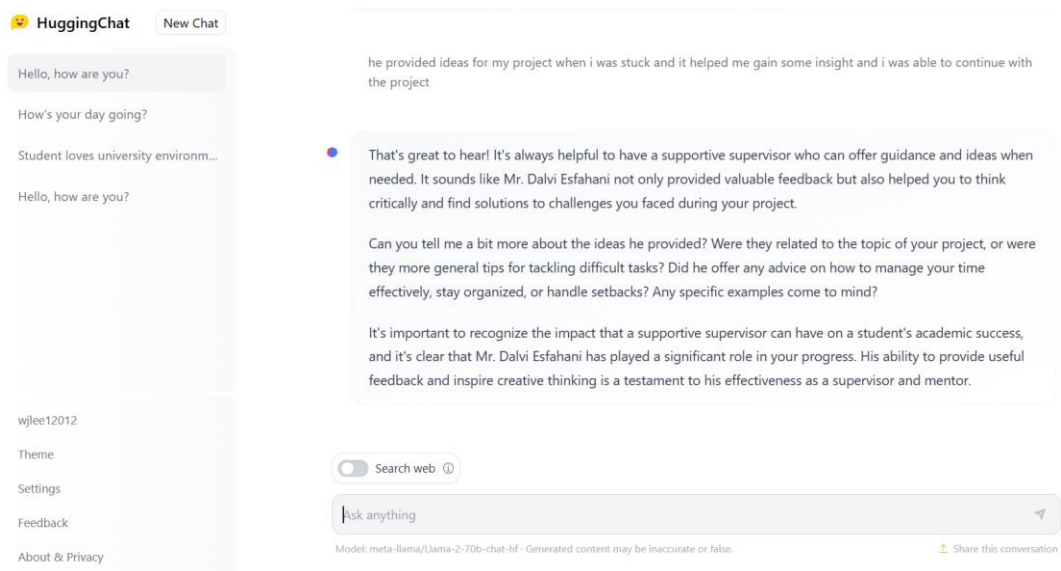 HuggingChat
New Chat
Hello, how are you?
How's your day going?
Student loves university environm...
Hello, how are you?
wjlee12012
Theme
Settings
Feedback
About & Privacy
he provided ideas for my project when i was stuck and it helped me gain some insight and i was able to continue with
the project
That's great to hear! It's always helpful to have a supportive supervisor who can offer guidance and ideas when
needed. It sounds like Mr. Dalvi Esfahani not only provided valuable feedback but also helped you to think
critically and find solutions to challenges you faced during your project.
Can you tell me a bit more about the ideas he provided? Were they related to the topic of your project, or were
they more general tips for tackling difficult tasks? Did he offer any advice on how to manage your time
effectively, stay organized, or handle setbacks? Any specific examples come to mind?
It's important to recognize the impact that a supportive supervisor can have on a student's academic success,
and it's clear that Mr. Dalvi Esfahani has played a significant role in your progress. His ability to provide useful
feedback and inspire creative thinking is a testament to his effectiveness as a supervisor and mentor.
Search web
Ask anything
Model: meta-llama/Llama-2-70b-chat-hf · Generated content may be inaccurate or false.
Share this conversation